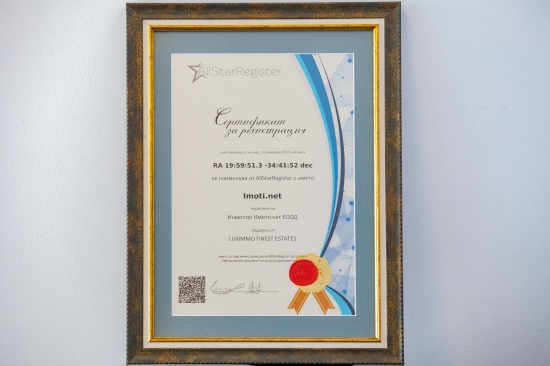 AllStarRegister
Сертификат
за регистрация
RA 19:59:51.3 -34:41:52 dec
се наименува от AllStarRegister с името
Imoti.net
Инвестор Имоти.нет ЕООД
LUXIMMO FINEST ESTATES